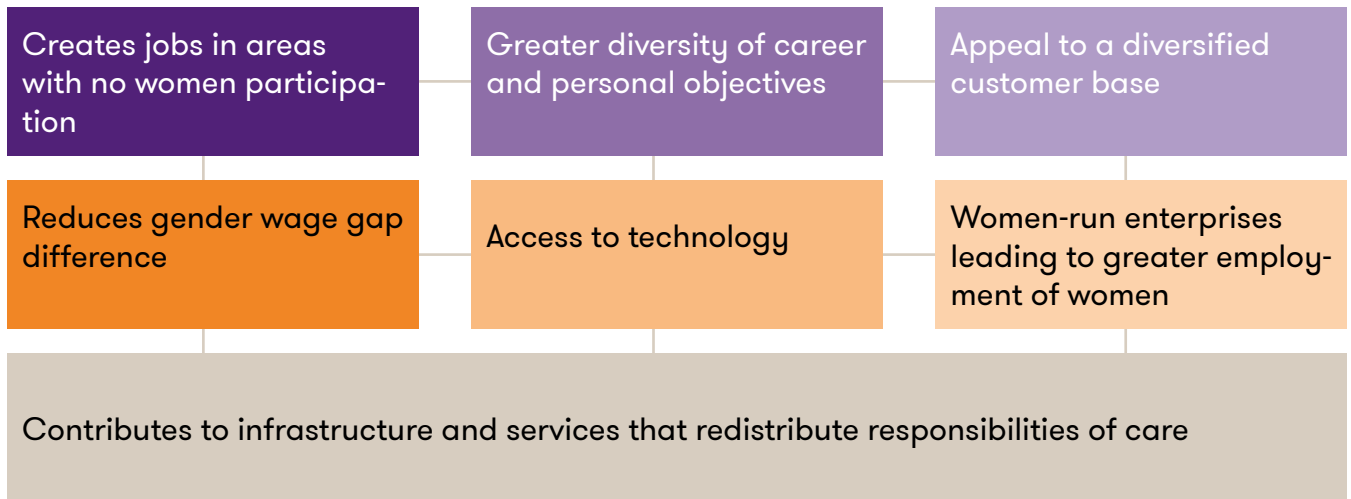 Creates jobs in areas
with no women participa-
tion
Greater diversity of career
and personal objectives
Appeal to a diversified
customer base
Reduces gender wage gap
difference
Access to technology
Women-run enterprises
leading to greater employ-
ment of women
Contributes to infrastructure and services that redistribute responsibilities of care